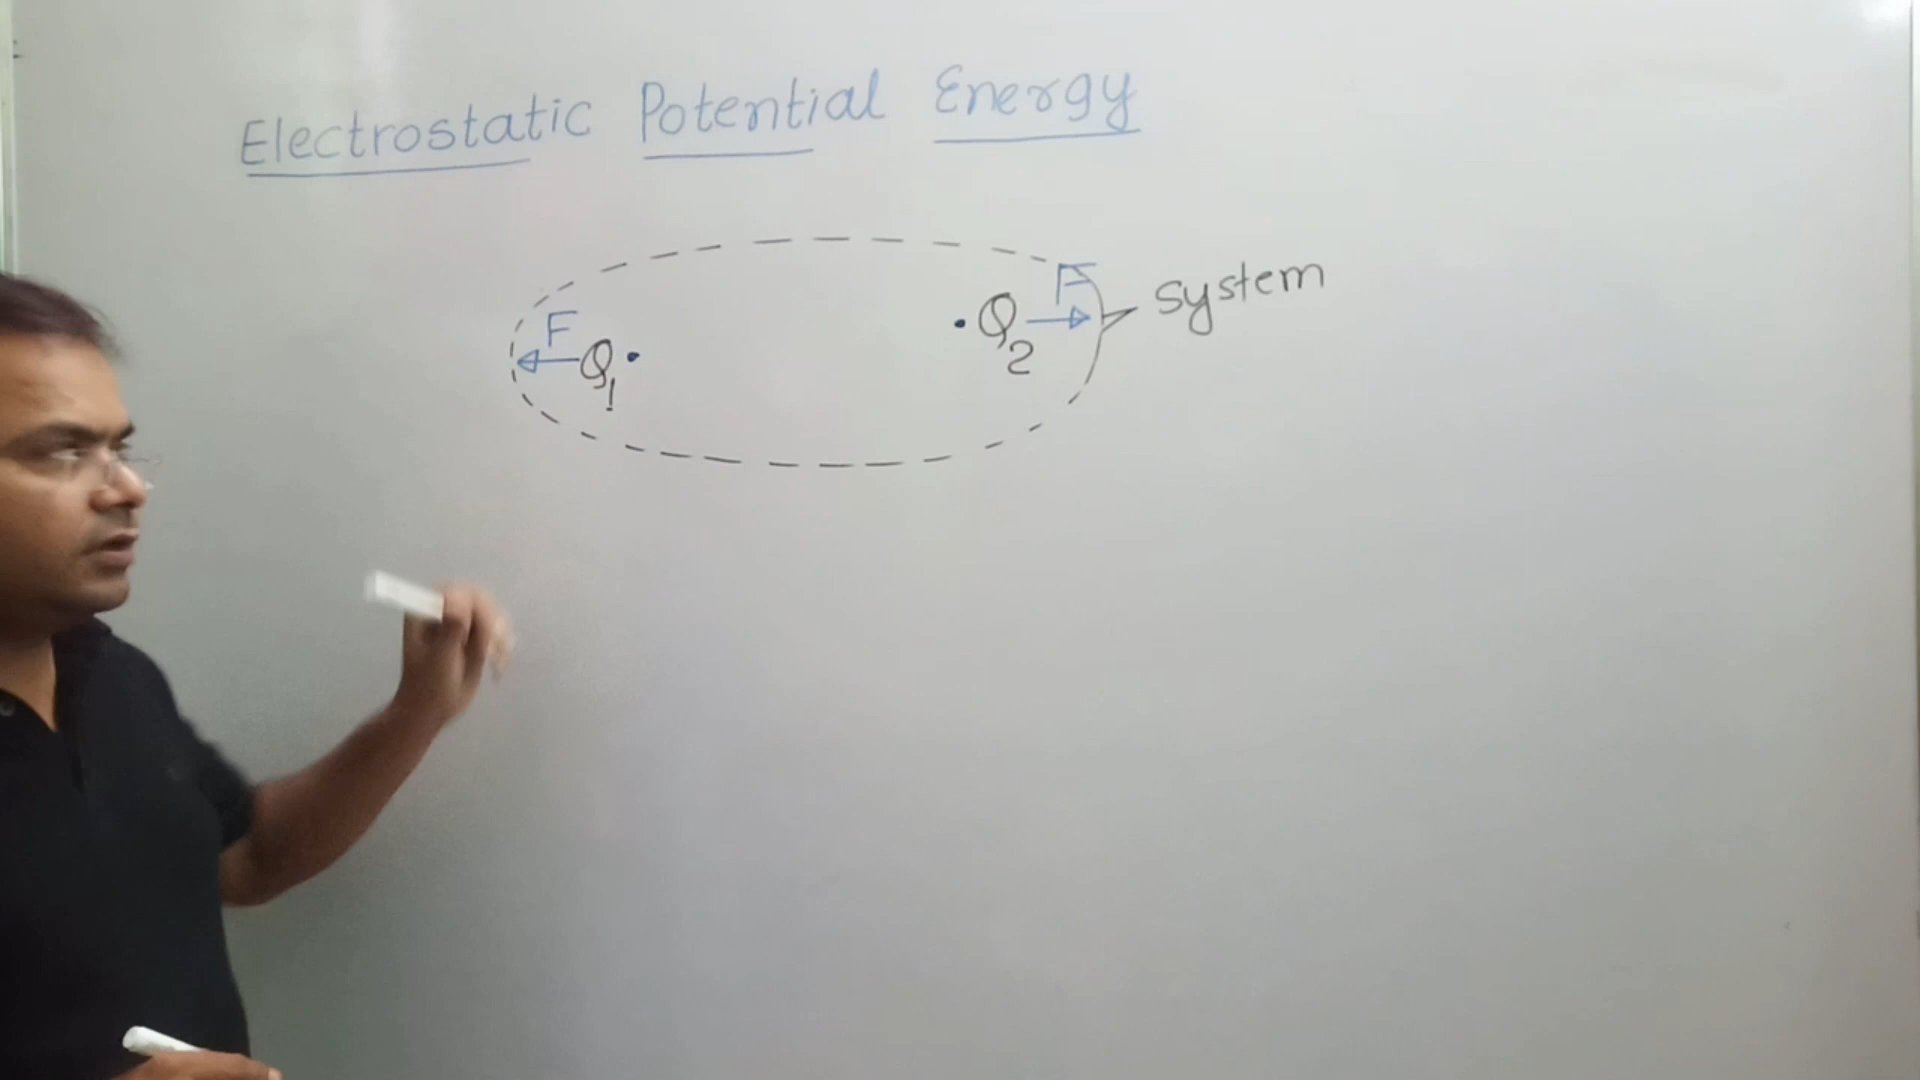 Electrostatic Potential Energy
F
F
System
Q₁
Q₂